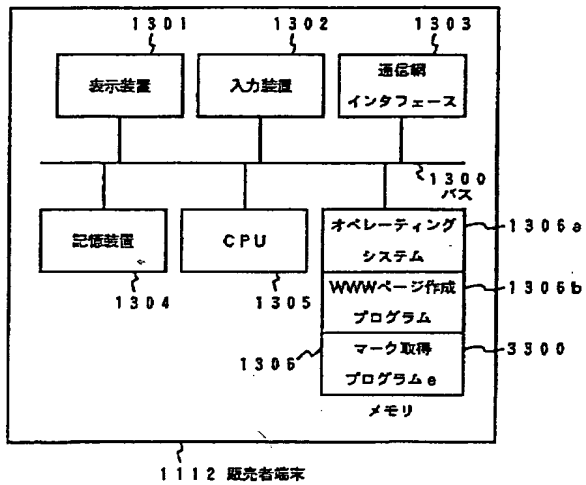 1301
1302
1303
表示装置
入力装置
通信網
インタフェース
1300
バス
記憶装置
CPU
オペレーティング
システム
1306a
WWWページ作成
プログラム
1306b
マーク取得
プログラムe
3300
1304
1305
1306
メモリ
1112 販売者端末